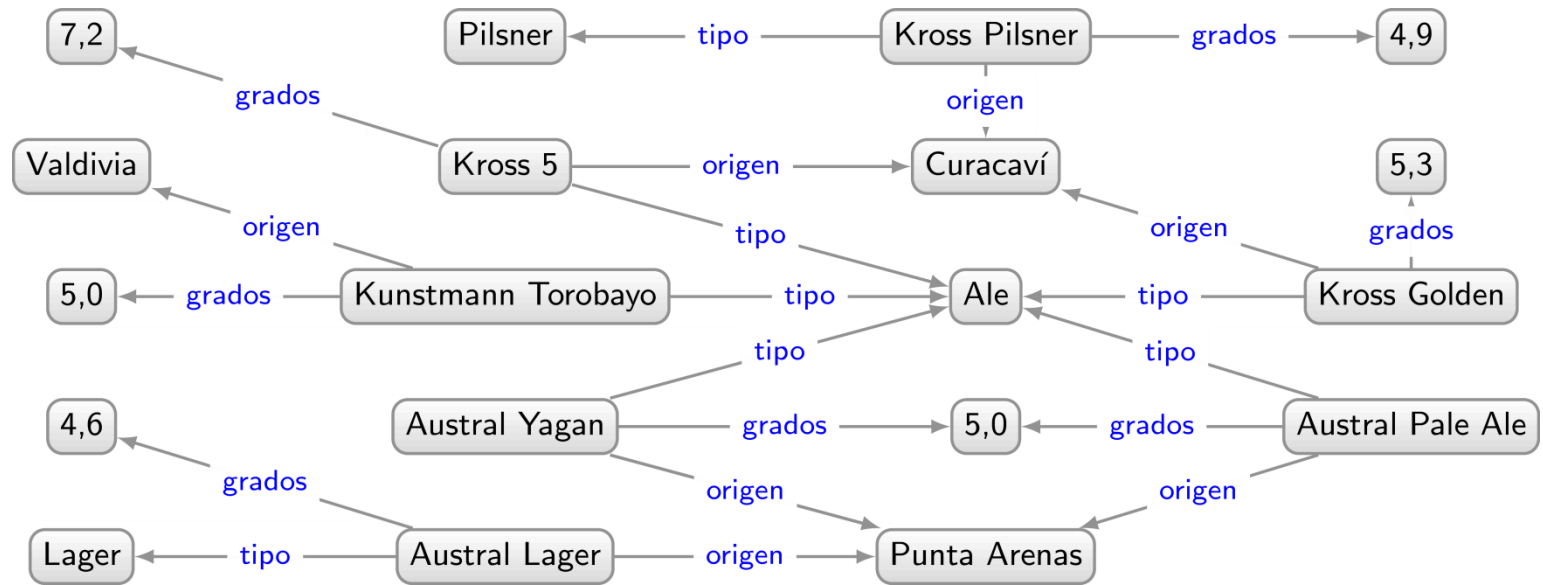 7,2 Pilsner tipo Kross Pilsner grados 4,9
grados origen
Valdivia Kross 5 origen Curacaví 5,3
origen tipo origen grados
5,0 grados Kunstmann Torobayo tipo Ale tipo Kross Golden
tipo tipo
4,6 Austral Yagan grados 5,0 grados Austral Pale Ale
grados origen origen
Lager tipo Austral Lager origen Punta Arenas